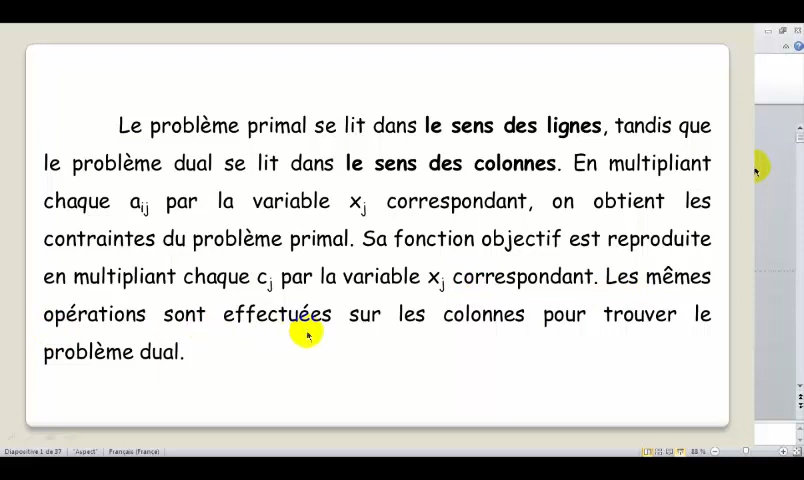 Le problème primal se lit dans le sens des lignes, tandis que
le problème dual se lit dans le sens des colonnes. En multipliant
chaque aij par la variable xj correspondant, on obtient les
contraintes du problème primal. Sa fonction objectif est reproduite
en multipliant chaque cj par la variable xj correspondant. Les mêmes
opérations sont effectuées sur les colonnes pour trouver le
problème dual.
Diapositive 1 de 37 "Aspect" Français (France) 88 %